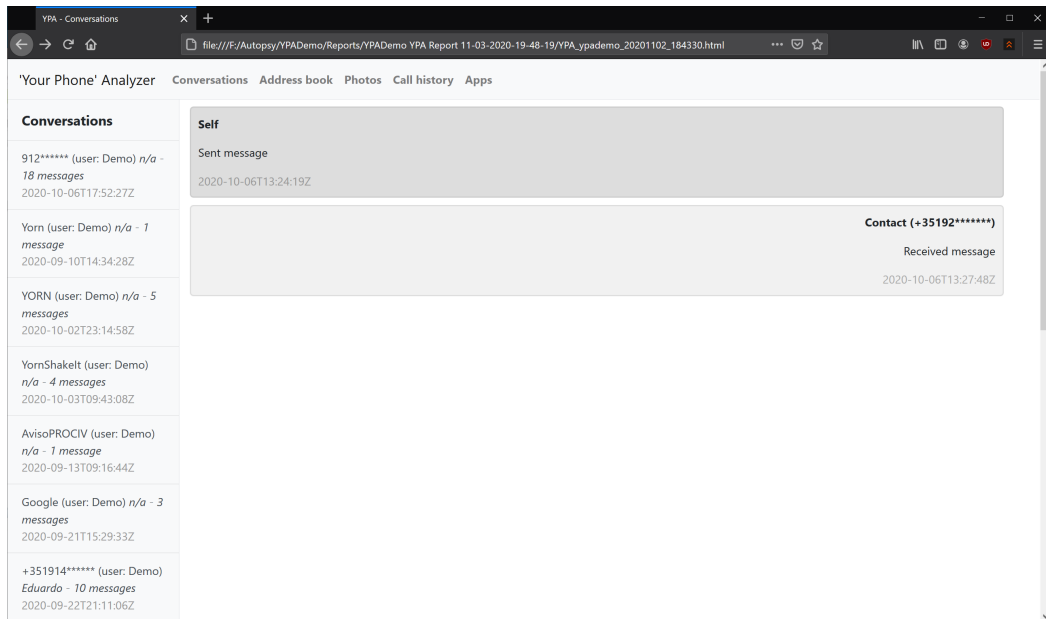 YPA - Conversations
file:///F:/Autopsy/YPADemo/Reports/YPADemo YPA Report 11-03-2020-19-48-19/YPA_ypademo_20201102_184330.html
'Your Phone' Analyzer Conversations Address book Photos Call history Apps
Conversations
912****** (user: Demo) n/a -
18 messages
2020-10-06T17:52:27Z
Yorn (user: Demo) n/a - 1
message
2020-09-10T14:34:28Z
YORN (user: Demo) n/a - 5
messages
2020-10-02T23:14:58Z
YornShakeIt (user: Demo)
n/a - 4 messages
2020-10-03T09:43:08Z
AvisoPROCIV (user: Demo)
n/a - 1 message
2020-09-13T09:16:44Z
Google (user: Demo) n/a - 3
messages
2020-09-21T15:29:33Z
+351914****** (user: Demo)
Eduardo - 10 messages
2020-09-22T21:11:06Z
Self
Sent message
2020-10-06T13:24:19Z
Contact (+35192*******)
Received message
2020-10-06T13:27:48Z